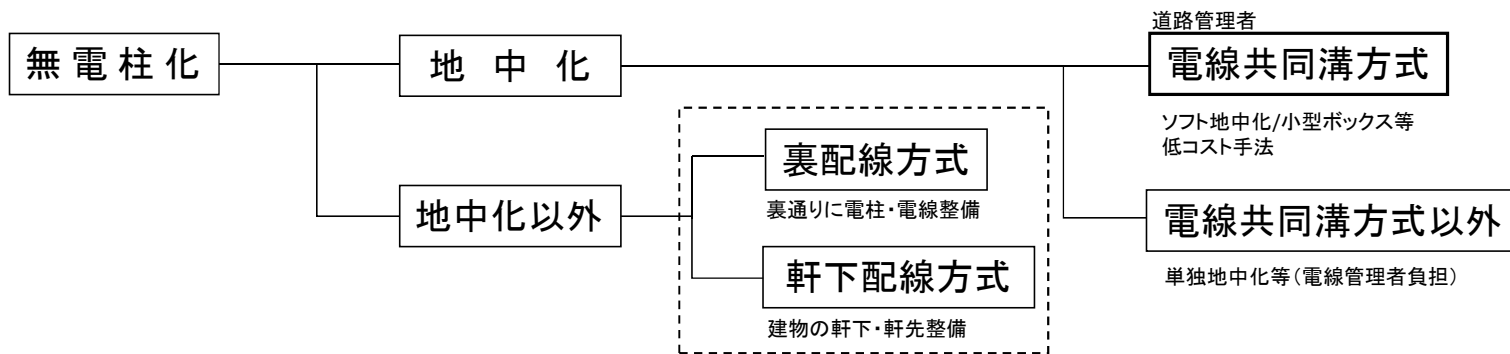 無電柱化
地中化
道路管理者
電線共同溝方式
ソフト地中化/小型ボックス等
低コスト手法
地中化以外
裏配線方式
裏通りに電柱・電線整備
軒下配線方式
建物の軒下・軒先整備
電線共同溝方式以外
単独地中化等(電線管理者負担)